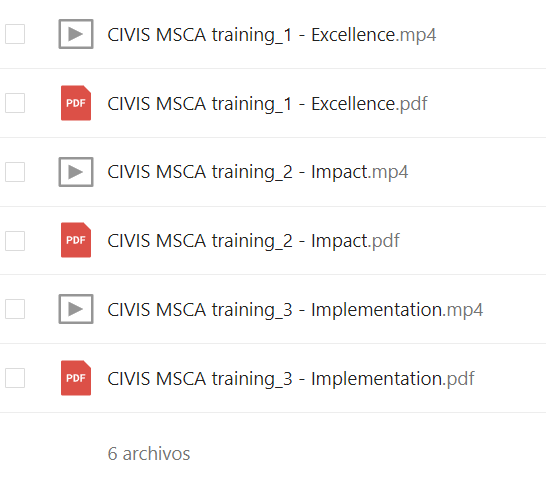 CIVIS MSCA training_1 - Excellence.mp4
PDF
CIVIS MSCA training_1 - Excellence.pdf
CIVIS MSCA training_2 - Impact.mp4
PDF
CIVIS MSCA training_2 - Impact.pdf
CIVIS MSCA training_3 - Implementation.mp4
PDF
CIVIS MSCA training_3 - Implementation.pdf
6 archivos